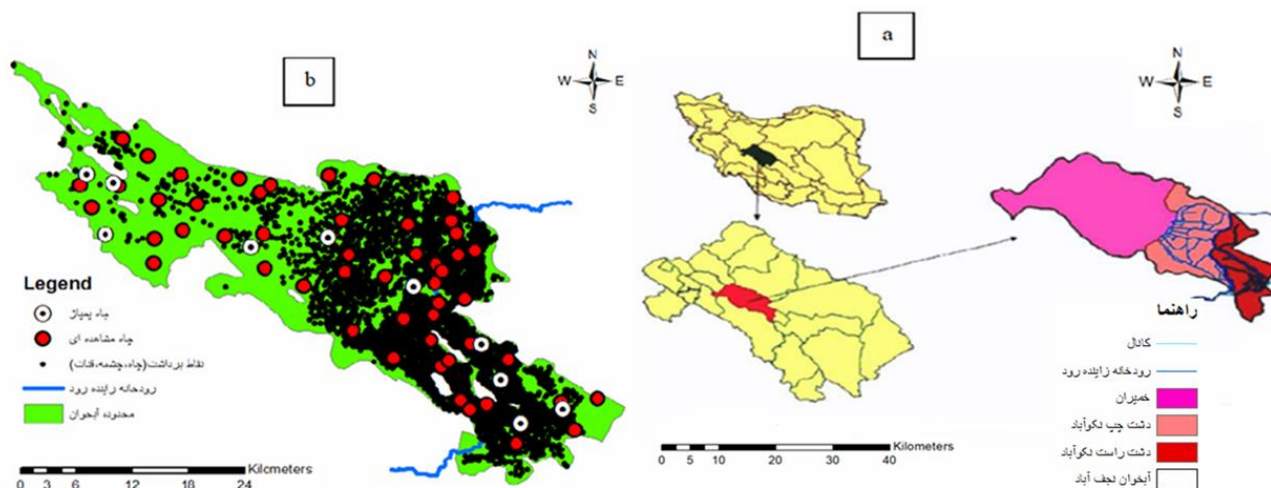 b
N
W E
S
Legend
چاه پمپاژ
چاه مشاهده ای
نقاط برداشت(چاه،چشمه،قنات)
رودخانه زاینده رود
محدوده آبخوان
Kilometers
0 3 6 12 18 24
a
N
W E
S
راهنما
کانال
رودخانه زاینده رود
خمیران
دشت چپ نکوآباد
دشت راست نکوآباد
آبخوان نجف آباد
Kilometers
0 5 10 20 30 40